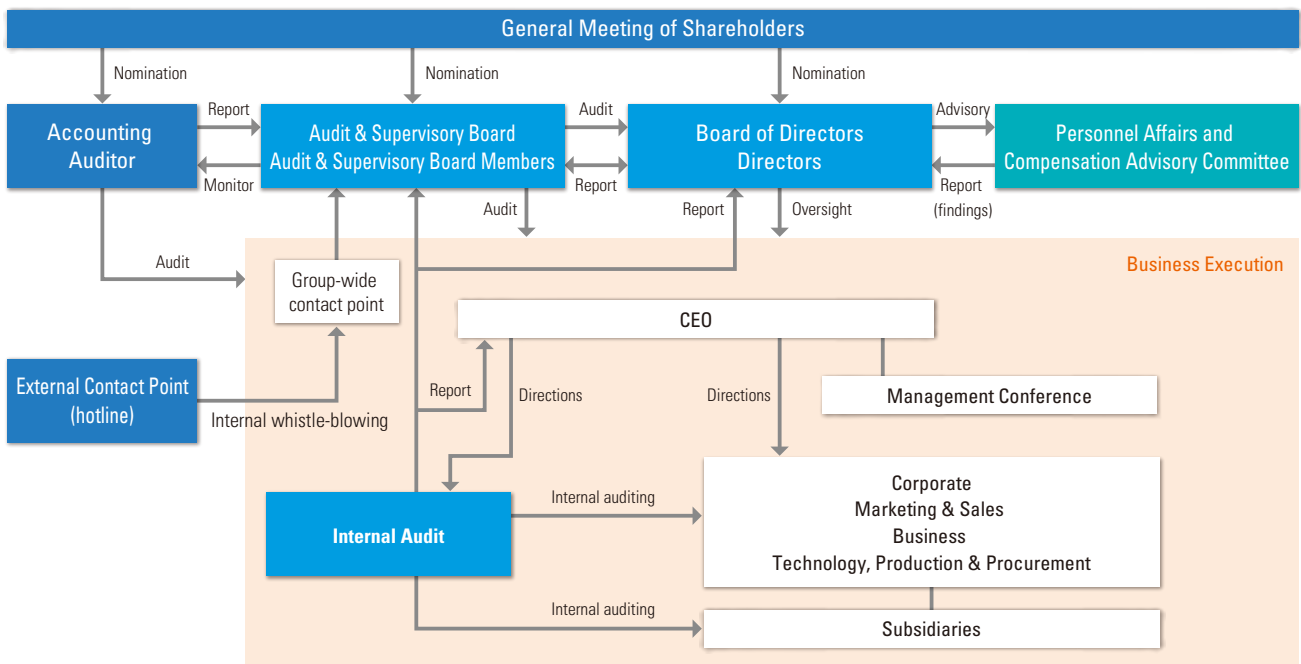 General Meeting of Shareholders
Nomination
Nomination
Nomination
Accounting
Auditor
Report
Monitor
Audit & Supervisory Board
Audit & Supervisory Board Members
Audit
Report
Board of Directors
Directors
Advisory
Report
(findings)
Personnel Affairs and
Compensation Advisory Committee
Audit
Audit
Report
Oversight
Business Execution
Group-wide
contact point
CEO
External Contact Point
(hotline)
Internal whistle-blowing
Report
Directions
Directions
Management Conference
Internal Audit
Internal auditing
Corporate
Marketing & Sales
Business
Technology, Production & Procurement
Internal auditing
Subsidiaries